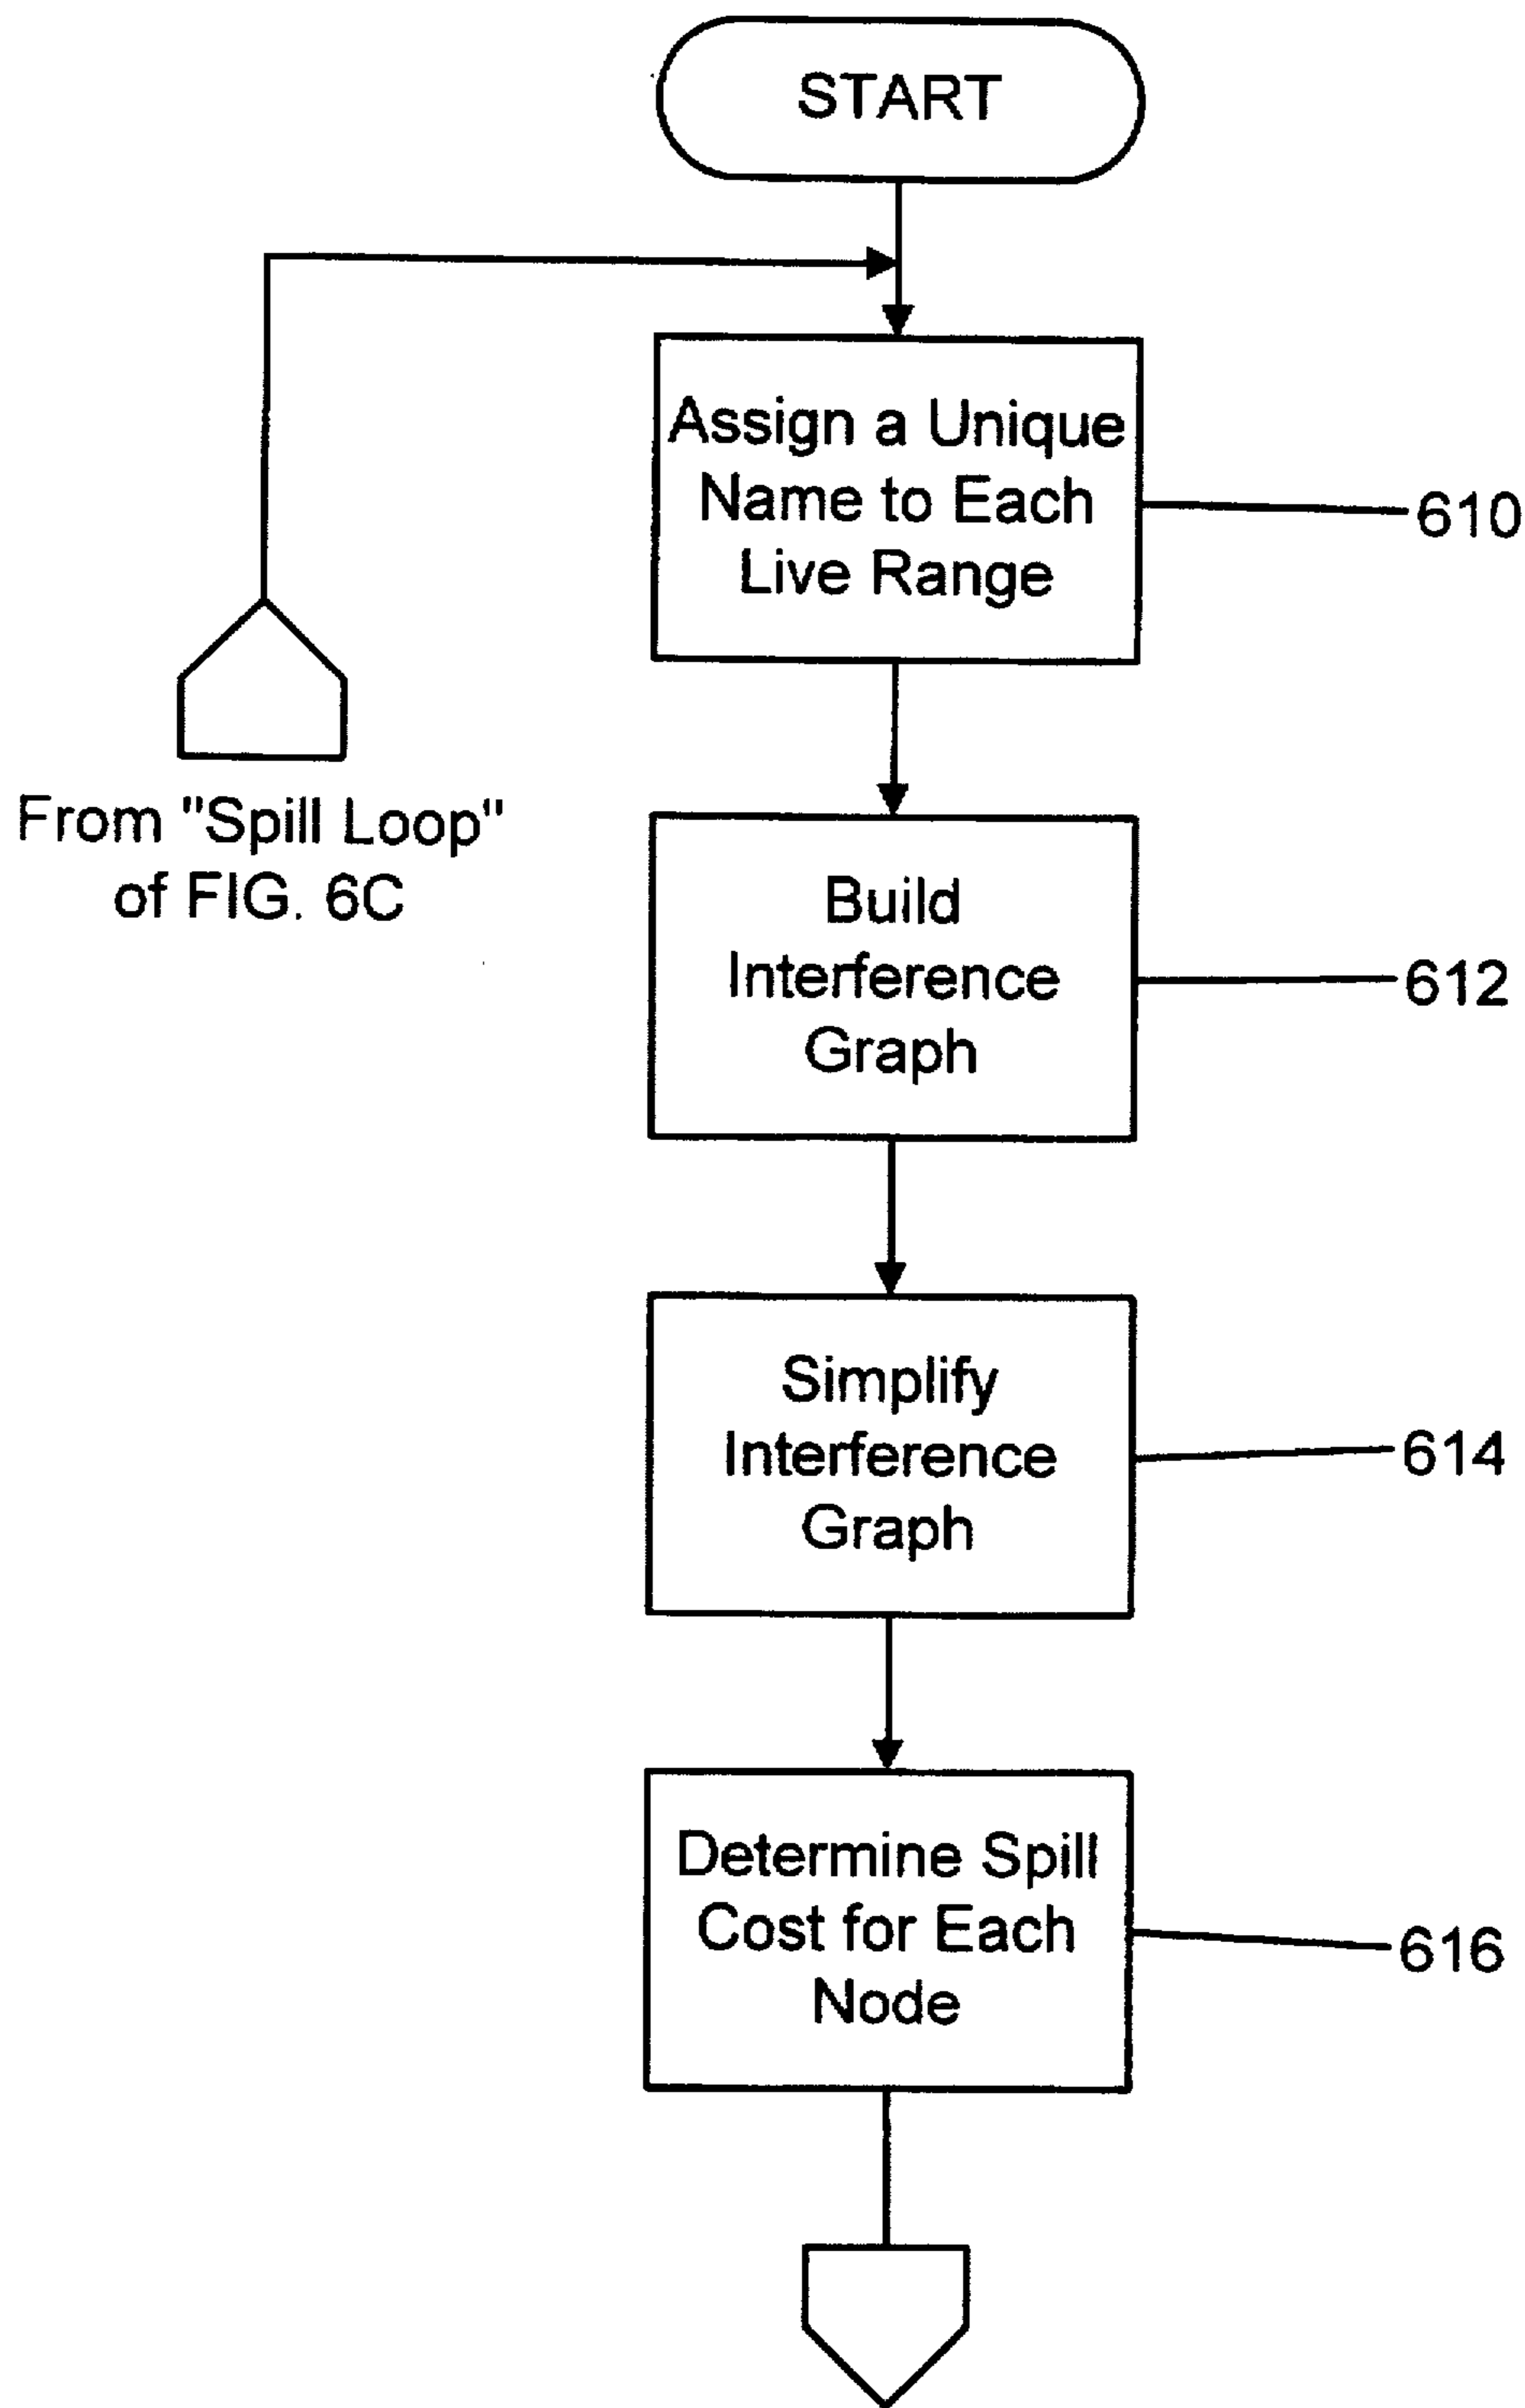 START
Assign a Unique
Name to Each
Live Range
610
From "Spill Loop"
of FIG. 6C
Build
Interference
Graph
612
Simplify
Interference
Graph
614
Determine Spill
Cost for Each
Node
616